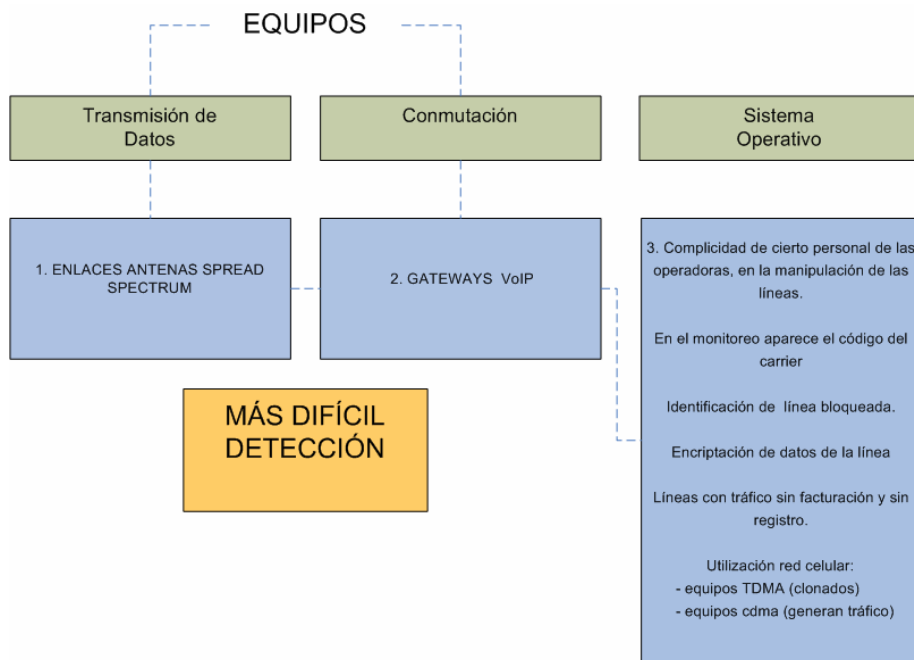 EQUIPOS
Transmisión de
Datos
Conmutación
Sistema
Operativo
1. ENLACES ANTENAS SPREAD
SPECTRUM
2. GATEWAYS VoIP
3. Complicidad de cierto personal de las
operadoras, en la manipulación de las
líneas.
En el monitoreo aparece el código del
carrier
Identificación de línea bloqueada.
Encriptación de datos de la línea
Líneas con tráfico sin facturación y sin
registro.
Utilización red celular:
- equipos TDMA (clonados)
- equipos cdma (generan tráfico)
MÁS DIFÍCIL
DETECCIÓN